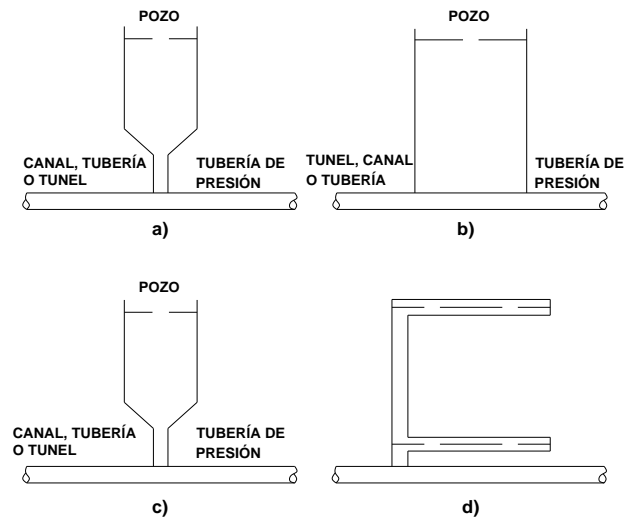 POZO
CANAL, TUBERÍA
O TUNEL
TUBERÍA DE
PRESIÓN
a)
POZO
TUNEL, CANAL
O TUBERÍA
TUBERÍA DE
PRESIÓN
b)
POZO
CANAL, TUBERÍA
O TUNEL
TUBERÍA DE
PRESIÓN
c)
d)